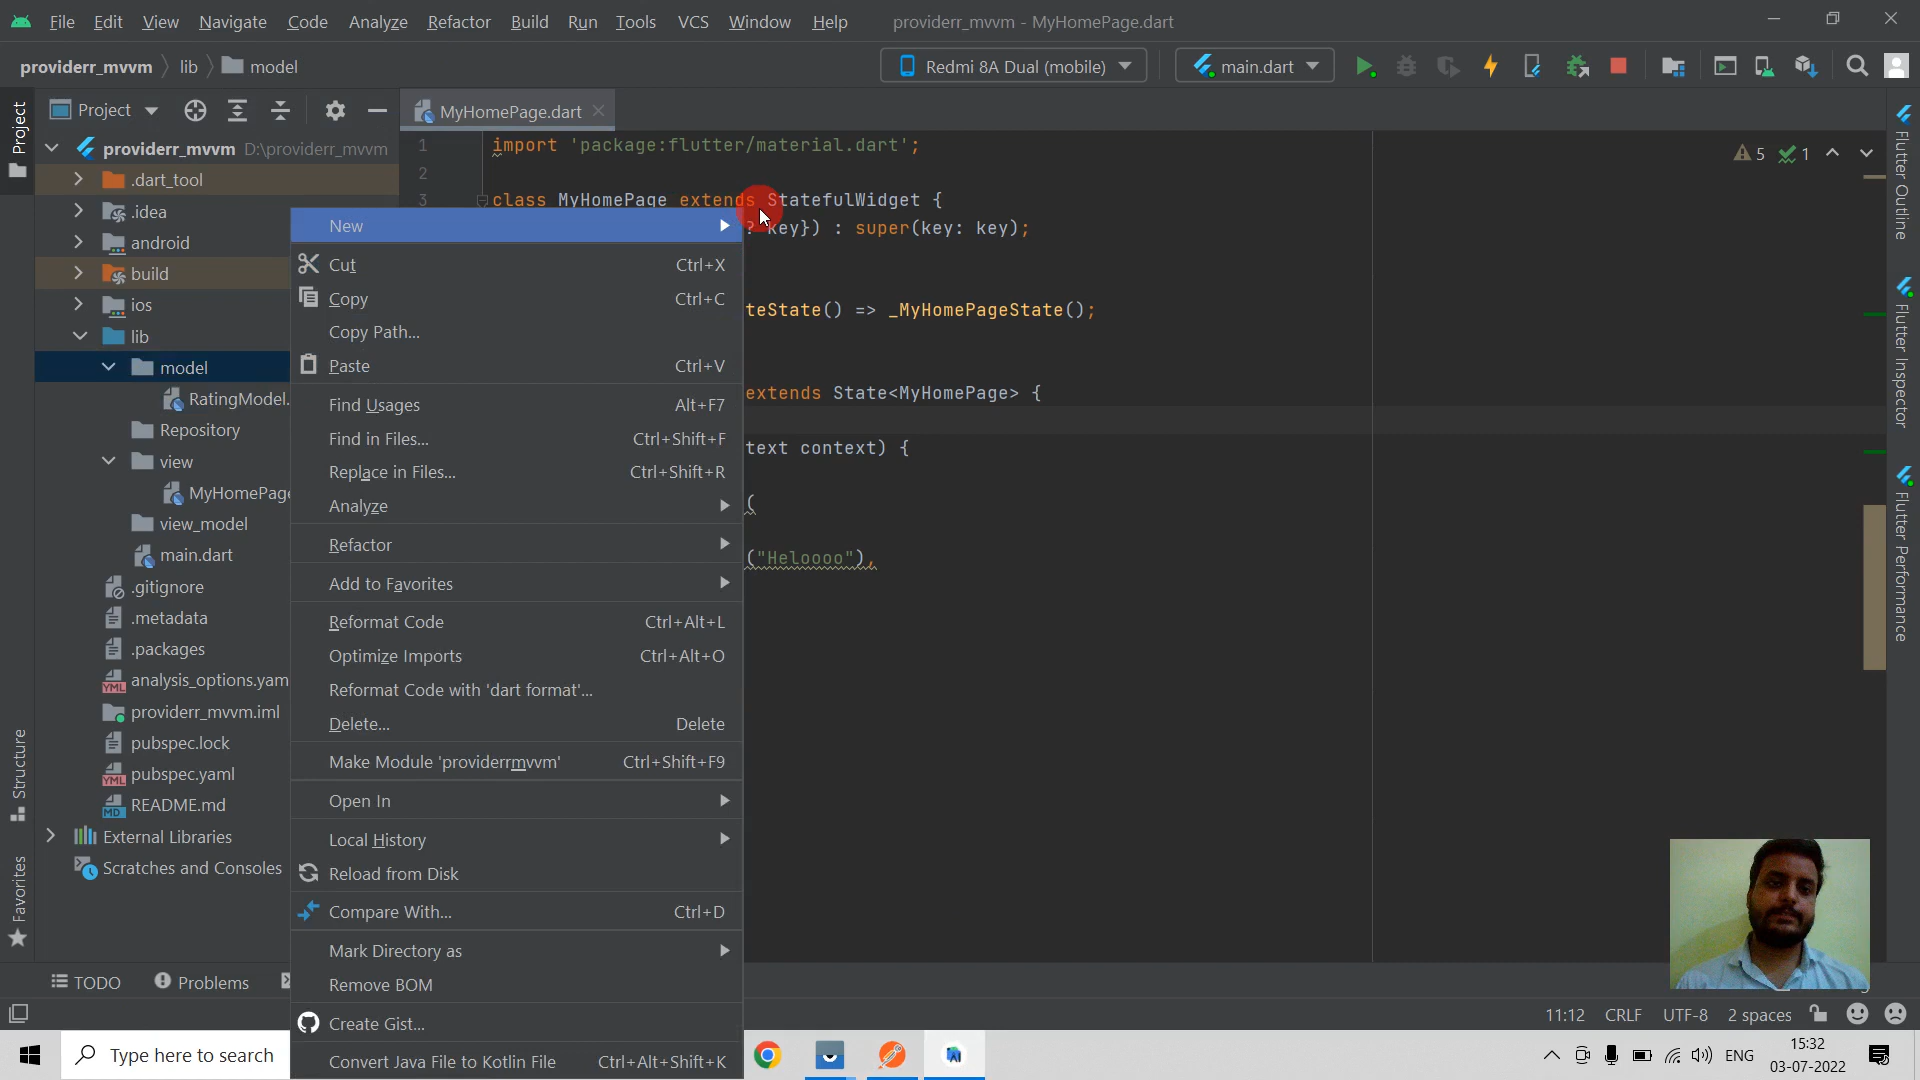 File Edit View Navigate Code Analyze Refactor Build Run Tools VCS Window Help providerr_mvvm - MyHomePage.dart
providerr_mvvm lib model Redmi 8A Dual (mobile) main.dart
Project MyHomePage.dart
Project
Structure
Favorites
Flutter Outline
Flutter Inspector
Flutter Performance
providerr_mvvm D:\providerr_mvvm
.dart_tool
.idea
android
build
ios
lib
model
RatingModel.
Repository
view
MyHomePage
view_model
main.dart
.gitignore
.metadata
.packages
analysis_options.yam
providerr_mvvm.iml
pubspec.lock
pubspec.yaml
README.md
External Libraries
Scratches and Consoles
New
Cut Ctrl+X
Copy Ctrl+C
Copy Path...
Paste Ctrl+V
Find Usages Alt+F7
Find in Files... Ctrl+Shift+F
Replace in Files... Ctrl+Shift+R
Analyze
Refactor
Add to Favorites
Reformat Code Ctrl+Alt+L
Optimize Imports Ctrl+Alt+O
Reformat Code with 'dart format'...
Delete... Delete
Make Module 'providerrmvvm' Ctrl+Shift+F9
Open In
Local History
Reload from Disk
Compare With... Ctrl+D
Mark Directory as
Remove BOM
Create Gist...
Convert Java File to Kotlin File Ctrl+Alt+Shift+K
1 import 'package:flutter/material.dart';
2
3 class MyHomePage extends StatefulWidget {
? key}) : super(key: key);
teState() => _MyHomePageState();
extends State<MyHomePage> {
text context) {
(
("Heloooo"),
5 1
TODO Problems
11:12 CRLF UTF-8 2 spaces
Type here to search
ENG
15:32
03-07-2022